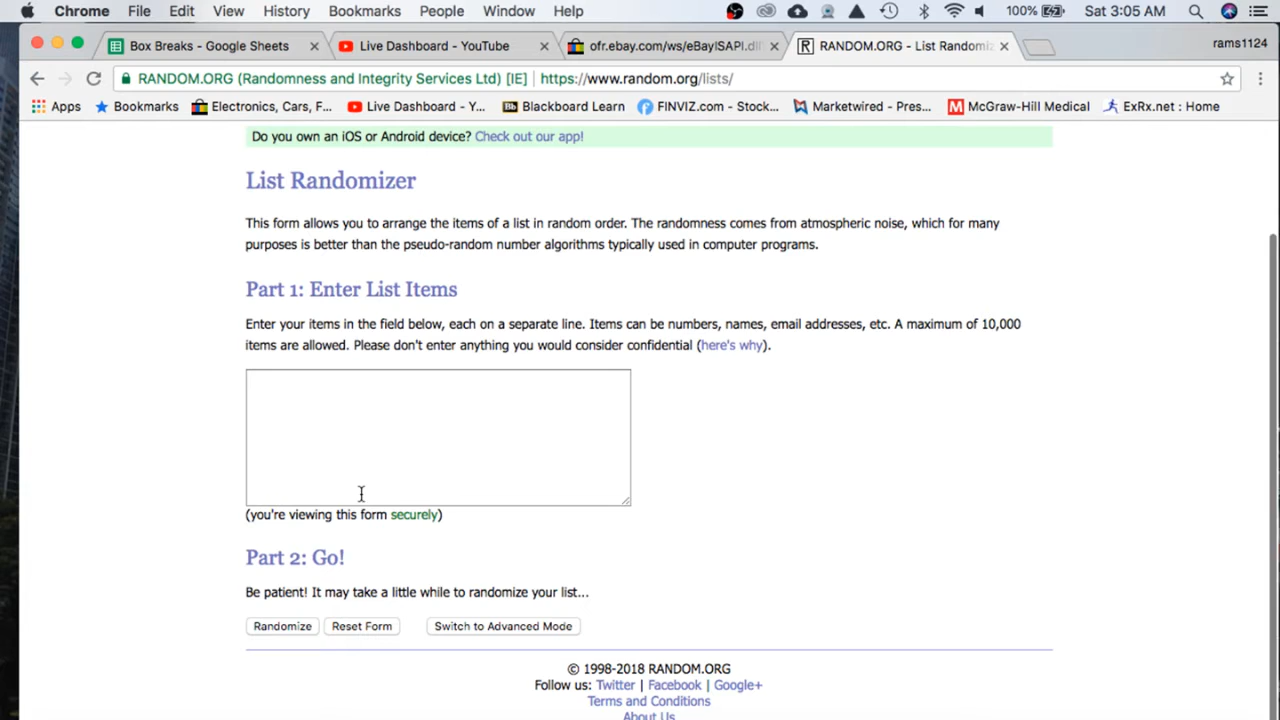 Chrome File Edit View History Bookmarks People Window Help 100% Sat 3:05 AM
Box Breaks - Google Sheets Live Dashboard - YouTube ofr.ebay.com/ws/eBayISAPI.dll RANDOM.ORG - List Randomiz rams1124
RANDOM.ORG (Randomness and Integrity Services Ltd) [IE] https://www.random.org/lists/
Apps Bookmarks Electronics, Cars, F... Live Dashboard - Y... Bb Blackboard Learn FINVIZ.com - Stock... Marketwired - Pres... M McGraw-Hill Medical ExRx.net : Home
Do you own an iOS or Android device? Check out our app!
List Randomizer
This form allows you to arrange the items of a list in random order. The randomness comes from atmospheric noise, which for many
purposes is better than the pseudo-random number algorithms typically used in computer programs.
Part 1: Enter List Items
Enter your items in the field below, each on a separate line. Items can be numbers, names, email addresses, etc. A maximum of 10,000
items are allowed. Please don't enter anything you would consider confidential (here's why).
(you're viewing this form securely)
Part 2: Go!
Be patient! It may take a little while to randomize your list...
Randomize Reset Form Switch to Advanced Mode
© 1998-2018 RANDOM.ORG
Follow us: Twitter | Facebook | Google+
Terms and Conditions
About Us